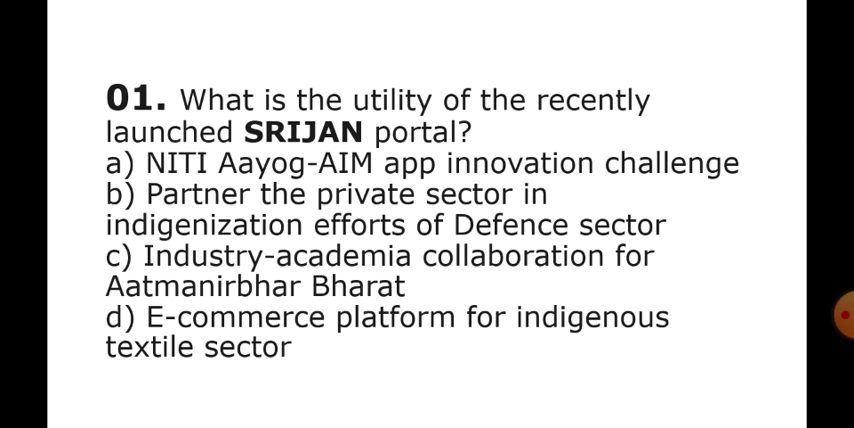 01. What is the utility of the recently
launched SRIJAN portal?
a) NITI Aayog-AIM app innovation challenge
b) Partner the private sector in
indigenization efforts of Defence sector
c) Industry-academia collaboration for
Aatmanirbhar Bharat
d) E-commerce platform for indigenous
textile sector